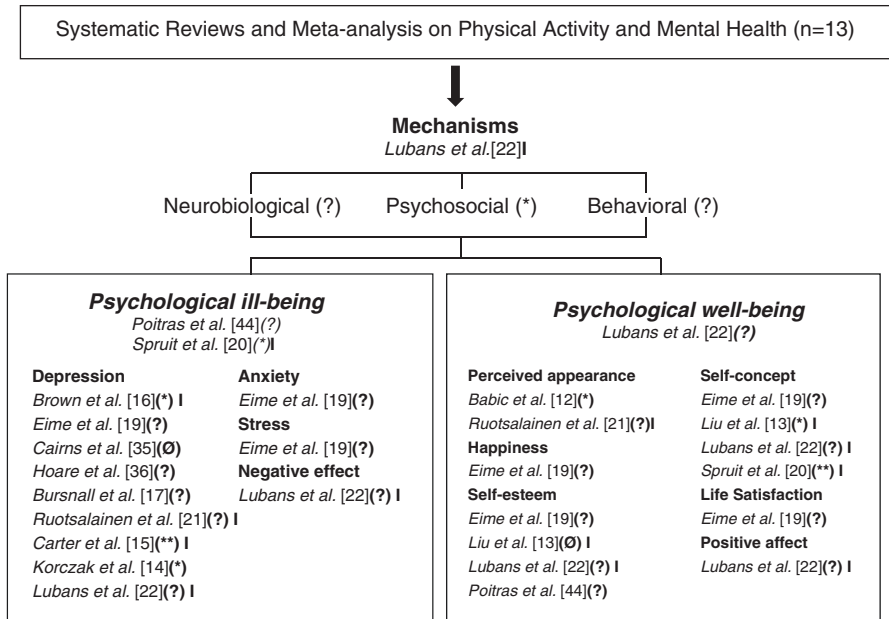 Systematic Reviews and Meta-analysis on Physical Activity and Mental Health (n=13)
Mechanisms
Lubans et al.[22]I
Neurobiological (?)
Psychosocial (*)
Behavioral (?)
Psychological ill-being
Poitras et al. [44](?)
Spruit et al. [20](*)I
Depression
Brown et al. [16](*) I
Eime et al. [19](?)
Cairns et al. [35](Ø)
Hoare et al. [36](?)
Bursnall et al. [17](?)
Ruotsalainen et al. [21](?) I
Carter et al. [15](**) I
Korczak et al. [14](*)
Lubans et al. [22](?) I
Anxiety
Eime et al. [19](?)
Stress
Eime et al. [19](?)
Negative effect
Lubans et al. [22](?) I
Psychological well-being
Lubans et al. [22](?)
Perceived appearance
Babic et al. [12](*)
Ruotsalainen et al. [21](?)I
Happiness
Eime et al. [19](?)
Self-esteem
Eime et al. [19](?)
Liu et al. [13](Ø) I
Lubans et al. [22](?) I
Poitras et al. [44](?)
Self-concept
Eime et al. [19](?)
Liu et al. [13](*) I
Lubans et al. [22](?) I
Spruit et al. [20](**) I
Life Satisfaction
Eime et al. [19](?)
Positive affect
Lubans et al. [22](?) I